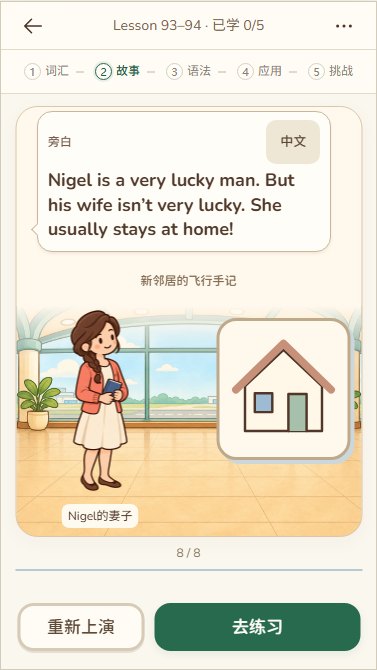 Lesson 93–94 · 已学 0/5
1 词汇 – 2 故事 – 3 语法 – 4 应用 – 5 挑战
旁白
中文
Nigel is a very lucky man. But
his wife isn’t very lucky. She
usually stays at home!
新邻居的飞行手记
Nigel的妻子
8 / 8
重新上演
去练习